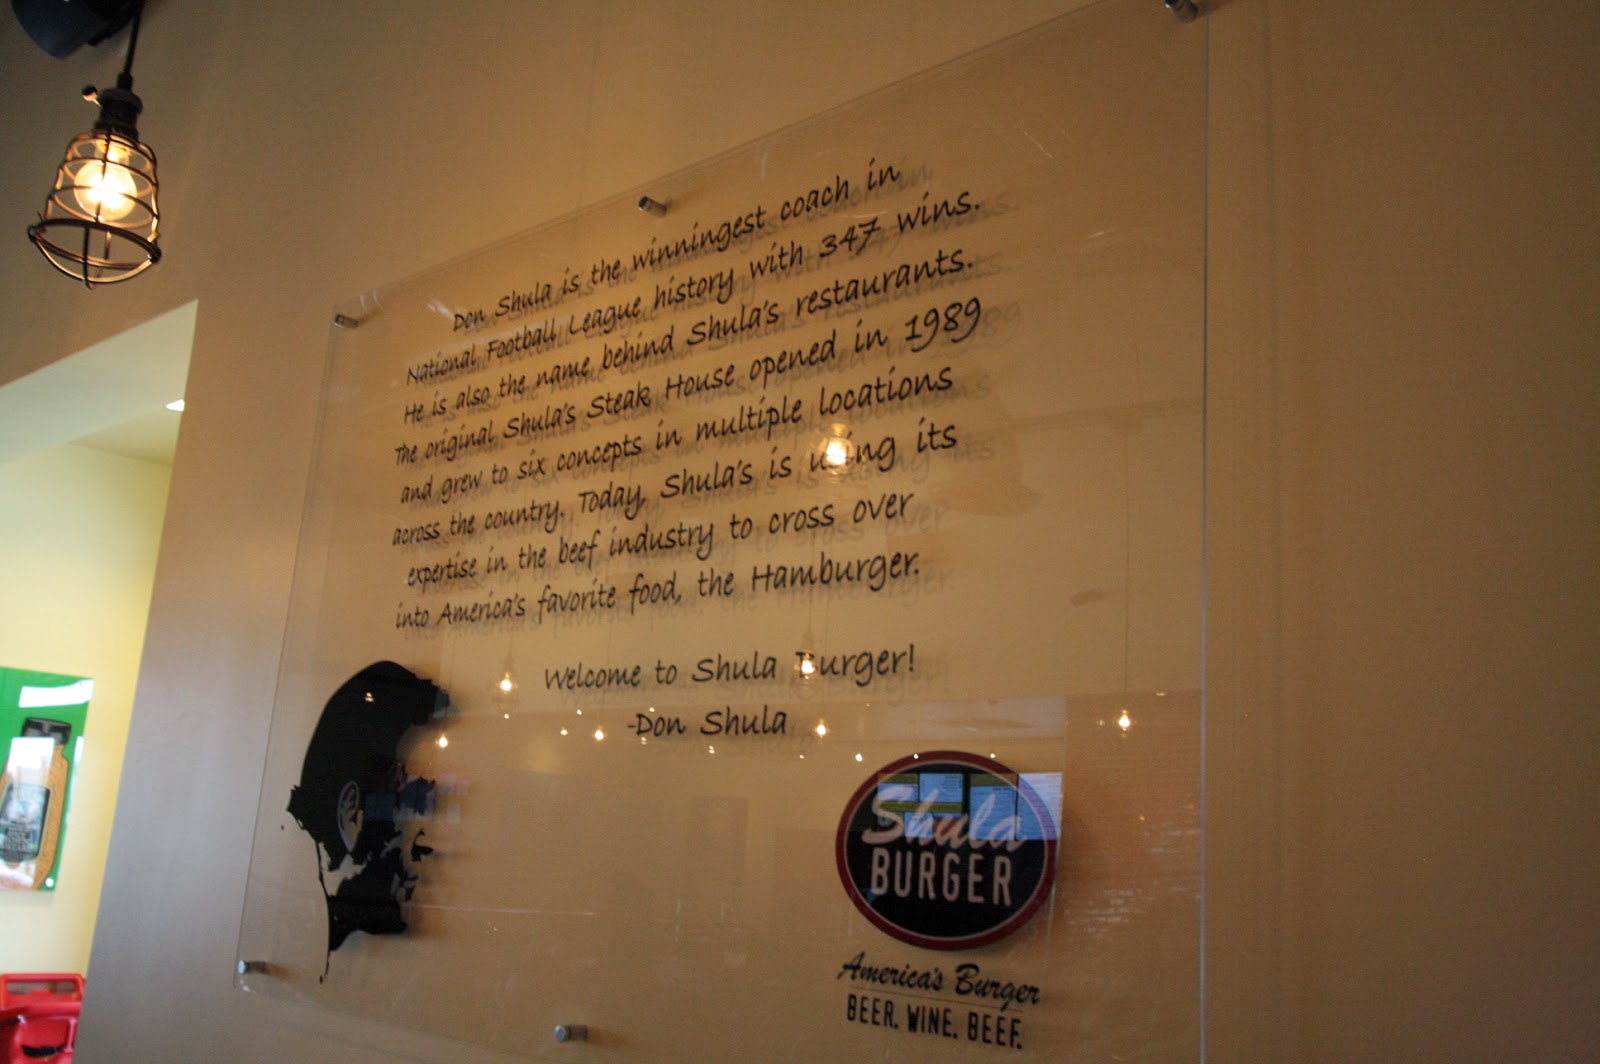 Don Shula is the winningest coach in
National Football League history with 347 wins.
He is also the name behind Shula's restaurants.
The original Shula's Steak House opened in 1989
and grew to six concepts in multiple locations
across the country. Today, Shula's is using its
expertise in the beef industry to cross over
into America's favorite food, the Hamburger.
Welcome to Shula Burger!
-Don Shula
Shula
BURGER
America's Burger
BEER. WINE. BEEF.